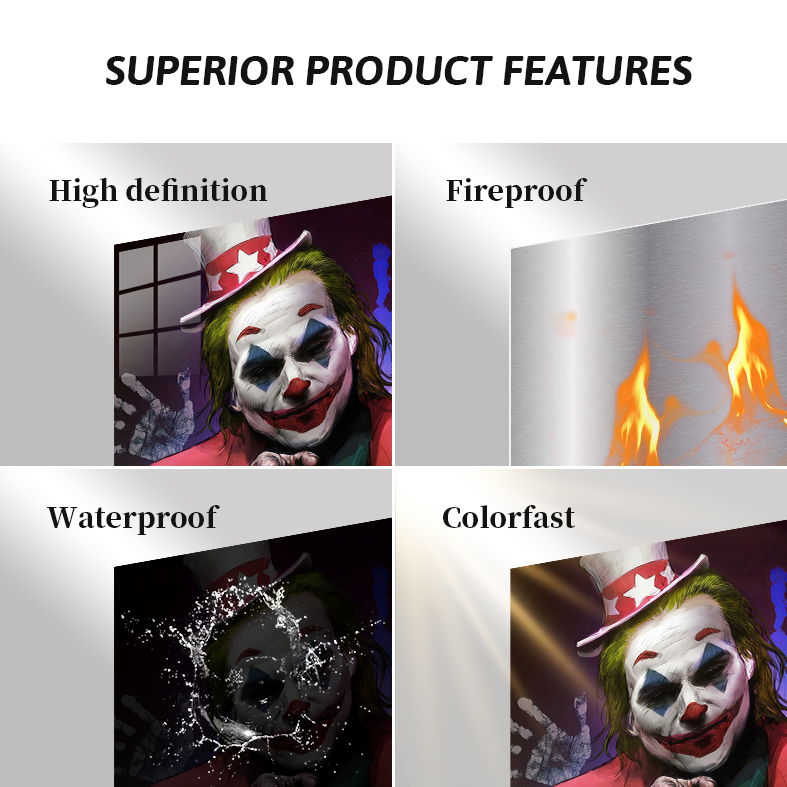 SUPERIOR PRODUCT FEATURES
High definition
Fireproof
Waterproof
Colorfast